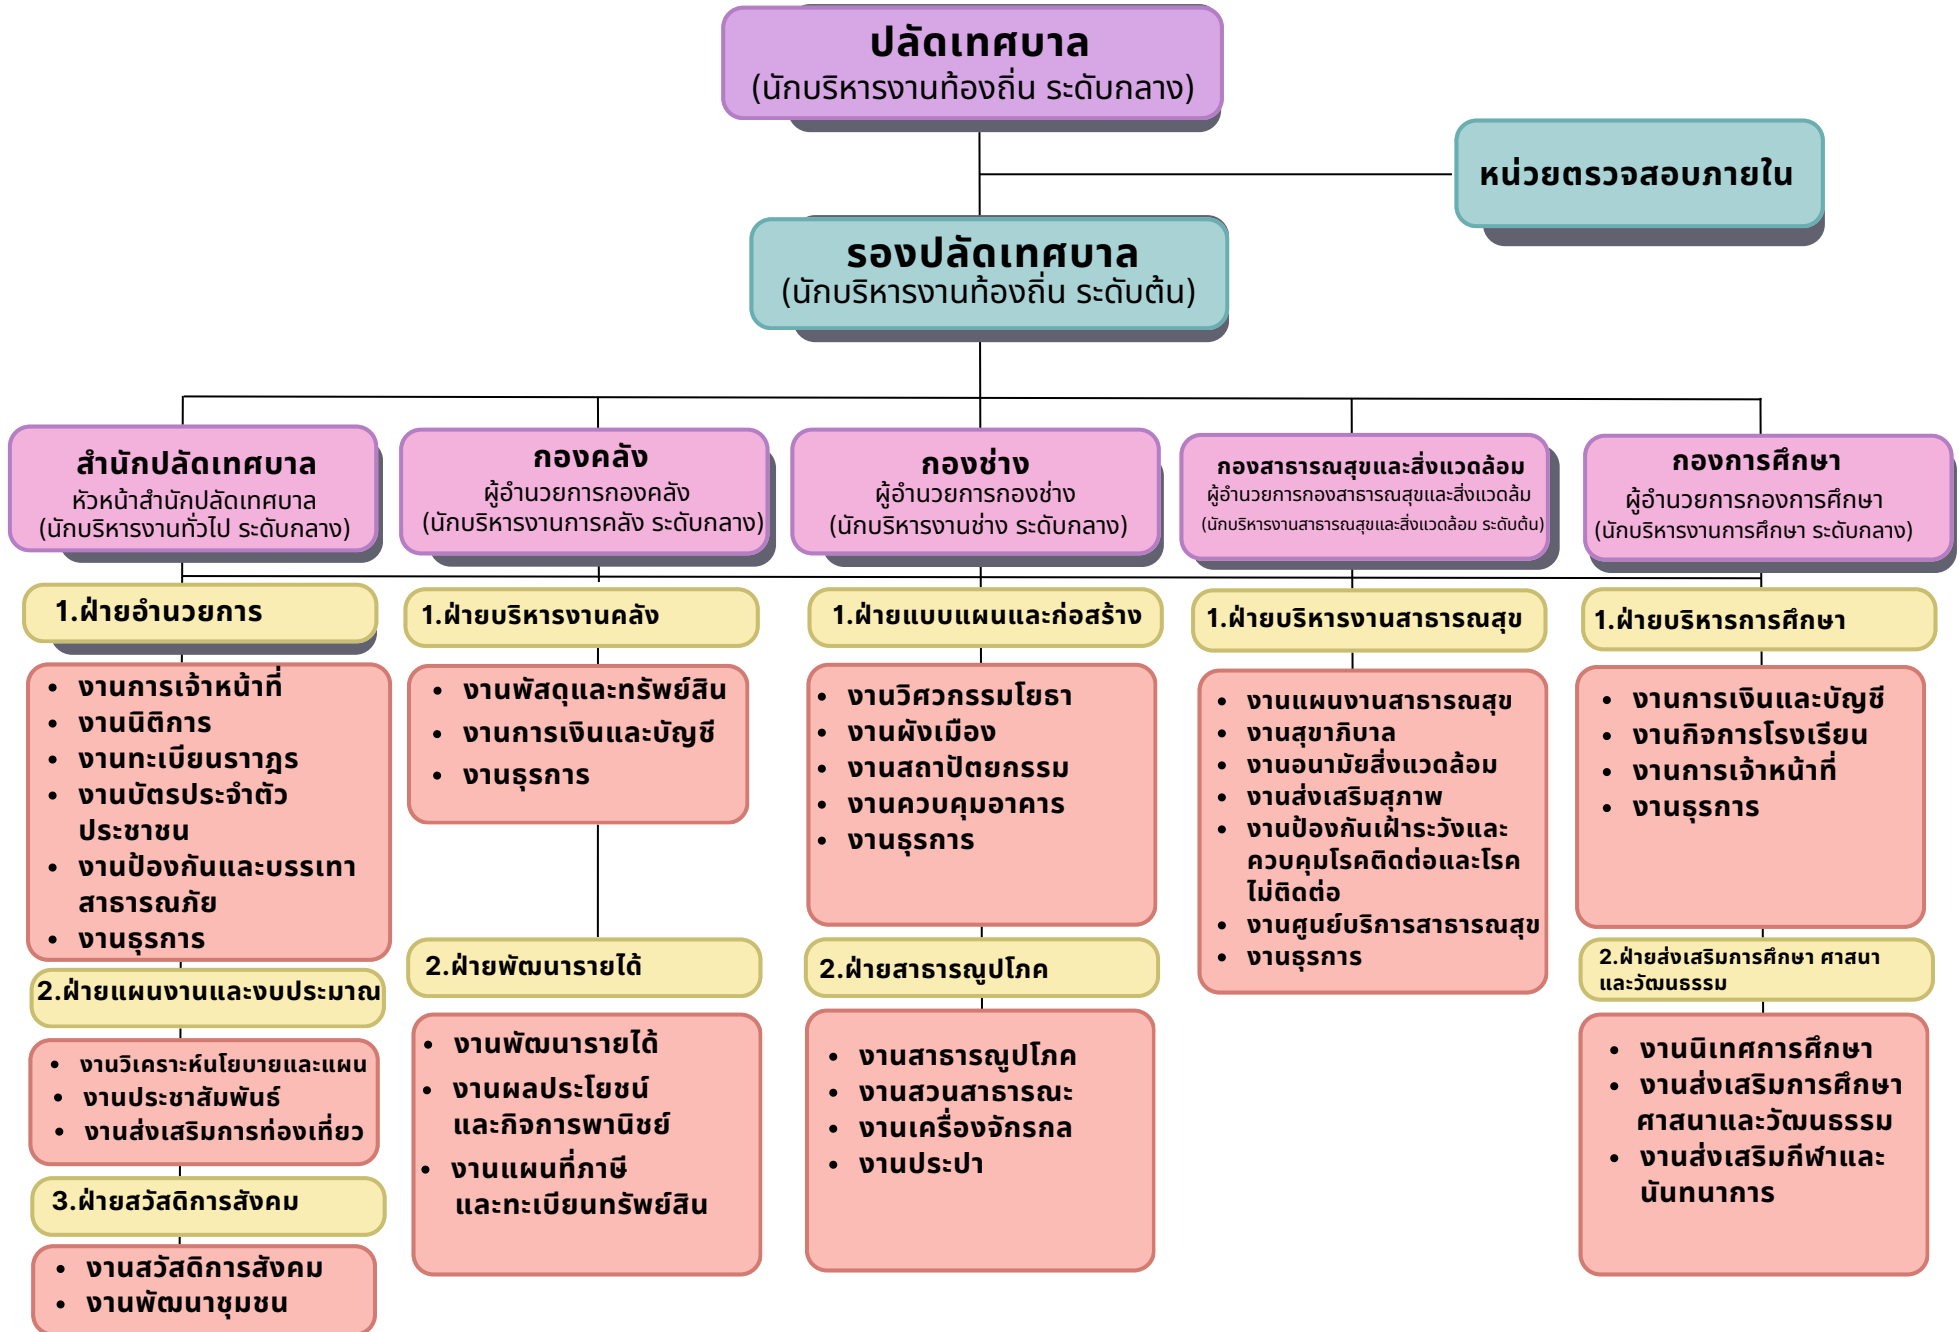 ปลัดเทศบาล
(นักบริหารงานท้องถิ่น ระดับกลาง)
หน่วยตรวจสอบภายใน
รองปลัดเทศบาล
(นักบริหารงานท้องถิ่น ระดับต้น)
สำนักปลัดเทศบาล
หัวหน้าสำนักปลัดเทศบาล
(นักบริหารงานทั่วไป ระดับกลาง)
1.ฝ่ายอำนวยการ
• งานการเจ้าหน้าที่
• งานนิติการ
• งานทะเบียนราาฎร
• งานบัตรประจำตัว
ประชาชน
• งานป้องกันและบรรเทา
สาธารณภัย
• งานธุรการ
2.ฝ่ายแผนงานและงบประมาณ
• งานวิเคราะห์นโยบายและแผน
• งานประชาสัมพันธ์
• งานส่งเสริมการท่องเที่ยว
3.ฝ่ายสวัสดิการสังคม
• งานสวัสดิการสังคม
• งานพัฒนาชุมชน
กองคลัง
ผู้อำนวยการกองคลัง
(นักบริหารงานการคลัง ระดับกลาง)
1.ฝ่ายบริหารงานคลัง
• งานพัสดุและทรัพย์สิน
• งานการเงินและบัญชี
• งานธุรการ
2.ฝ่ายพัฒนารายได้
• งานพัฒนารายได้
• งานผลประโยชน์
และกิจการพานิชย์
• งานแผนที่ภาษี
และทะเบียนทรัพย์สิน
กองช่าง
ผู้อำนวยการกองช่าง
(นักบริหารงานช่าง ระดับกลาง)
1.ฝ่ายแบบแผนและก่อสร้าง
• งานวิศวกรรมโยธา
• งานผังเมือง
• งานสถาปัตยกรรม
• งานควบคุมอาคาร
• งานธุรการ
2.ฝ่ายสาธารณูปโภค
• งานสาธารณูปโภค
• งานสวนสาธารณะ
• งานเครื่องจักรกล
• งานประปา
กองสาธารณสุขและสิ่งแวดล้อม
ผู้อำนวยการกองสาธารณสุขและสิ่งแวดล้ม
(นักบริหารงานสาธารณสุขและสิ่งแวดล้อม ระดับต้น)
1.ฝ่ายบริหารงานสาธารณสุข
• งานแผนงานสาธารณสุข
• งานสุขาภิบาล
• งานอนามัยสิ่งแวดล้อม
• งานส่งเสริมสุภาพ
• งานป้องกันเฝ้าระวังและ
ควบคุมโรคติดต่อและโรค
ไม่ติดต่อ
• งานศูนย์บริการสาธารณสุข
• งานธุรการ
กองการศึกษา
ผู้อำนวยการกองการศึกษา
(นักบริหารงานการศึกษา ระดับกลาง)
1.ฝ่ายบริหารการศึกษา
• งานการเงินและบัญชี
• งานกิจการโรงเรียน
• งานการเจ้าหน้าที่
• งานธุรการ
2.ฝ่ายส่งเสริมการศึกษา ศาสนา
และวัฒนธรรม
• งานนิเทศการศึกษา
• งานส่งเสริมการศึกษา
ศาสนาและวัฒนธรรม
• งานส่งเสริมกีฬาและ
นันทนาการ